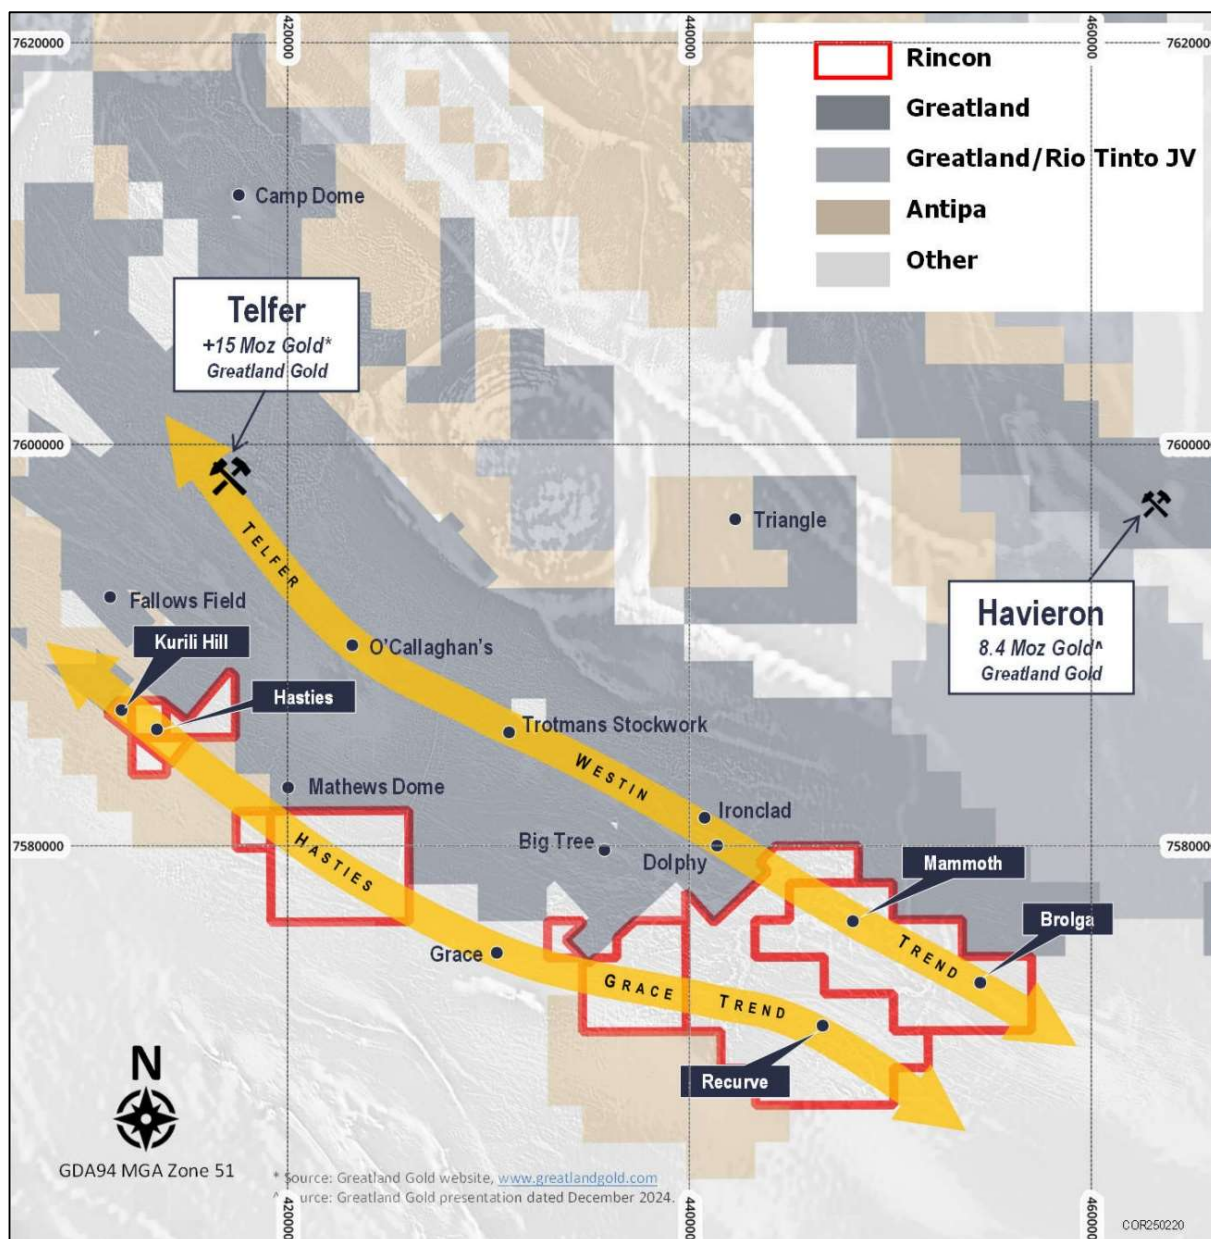 420000
440000
460000
7620000
7620000
Rincon
Greatland
Greatland/Rio Tinto JV
Antipa
Other
Camp Dome
Telfer
+15 Moz Gold*
Greatland Gold
7600000
7600000
Triangle
TELFER
Fallows Field
Havieron
8.4 Moz Gold^
Greatland Gold
Kurili Hill
O'Callaghan's
Hasties
Trotmans Stockwork
WESTIN
Mathews Dome
Ironclad
Big Tree
Dolphy
7580000
7580000
HASTIES
Mammoth
Brolga
TREND
Grace
GRACE TREND
Recurve
N
GDA94 MGA Zone 51
* Source: Greatland Gold website, www.greatlandgold.com
^ Source: Greatland Gold presentation dated December 2024.
420000
440000
460000
COR250220